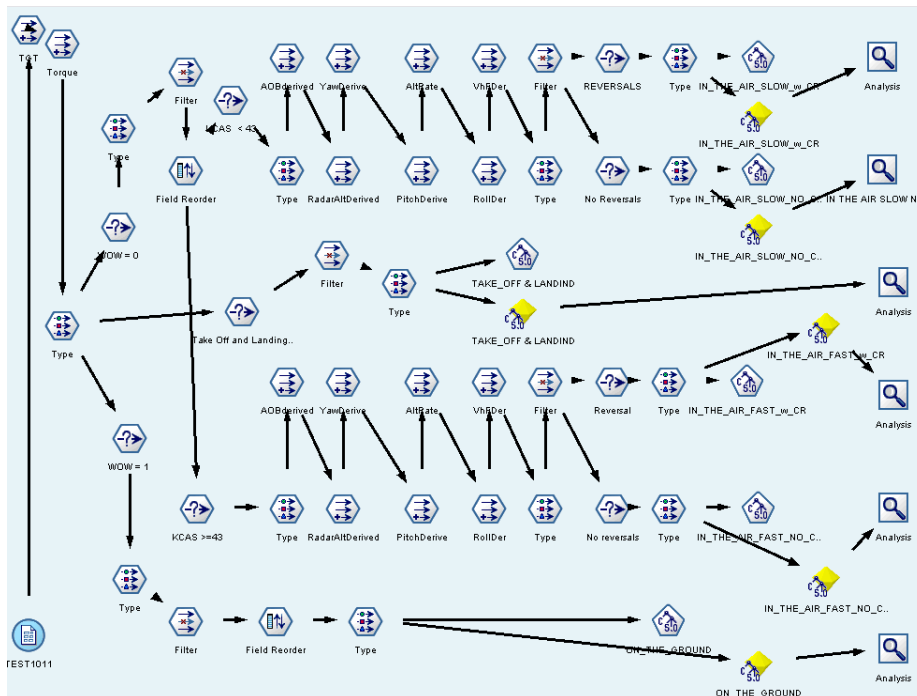 TGT
Torque
Filter
AOBderived
YawDerive
AltRate
VhFDer
Filter
REVERSALS
Type
IN_THE_AIR_SLOW_w_CR
Analysis
KCAS < 43
Type
IN_THE_AIR_SLOW_w_CR
Field Reorder
Type
RadarAltDerived
PitchDerive
RollDer
Type
No Reversals
Type
IN_THE_AIR_SLOW_NO_C..
IN THE AIR SLOW N
WOW = 0
IN_THE_AIR_SLOW_NO_C..
Filter
TAKE_OFF & LANDIND
Type
Analysis
Type
Take Off and Landing..
TAKE_OFF & LANDIND
IN_THE_AIR_FAST_w_CR
AOBderived
YawDerive
AltRate
VhFDer
Filter
Reversal
Type
IN_THE_AIR_FAST_w_CR
Analysis
WOW = 1
KCAS >=43
Type
RadarAltDerived
PitchDerive
RollDer
Type
No reversals
Type
IN_THE_AIR_FAST_NO_C..
Analysis
Type
IN_THE_AIR_FAST_NO_C..
TEST1011
Filter
Field Reorder
Type
ON_THE_GROUND
Analysis
ON_THE_GROUND